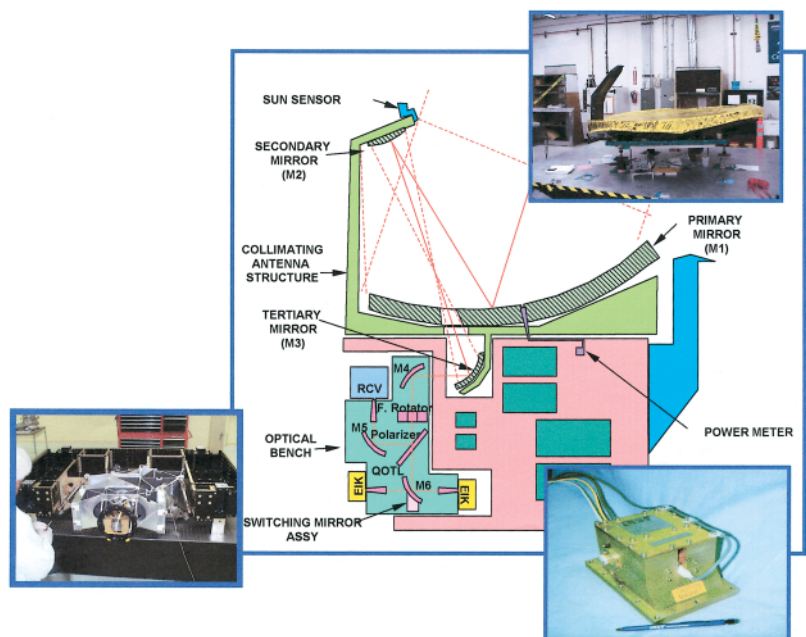 SUN SENSOR
SECONDARY
MIRROR
(M2)
PRIMARY
MIRROR
(M1)
COLLIMATING
ANTENNA
STRUCTURE
TERTIARY
MIRROR
(M3)
M4
RCV
F. Rotator
M5
Polarizer
POWER METER
OPTICAL
BENCH
QOTL
EIK
M6
EIK
SWITCHING MIRROR
ASSY